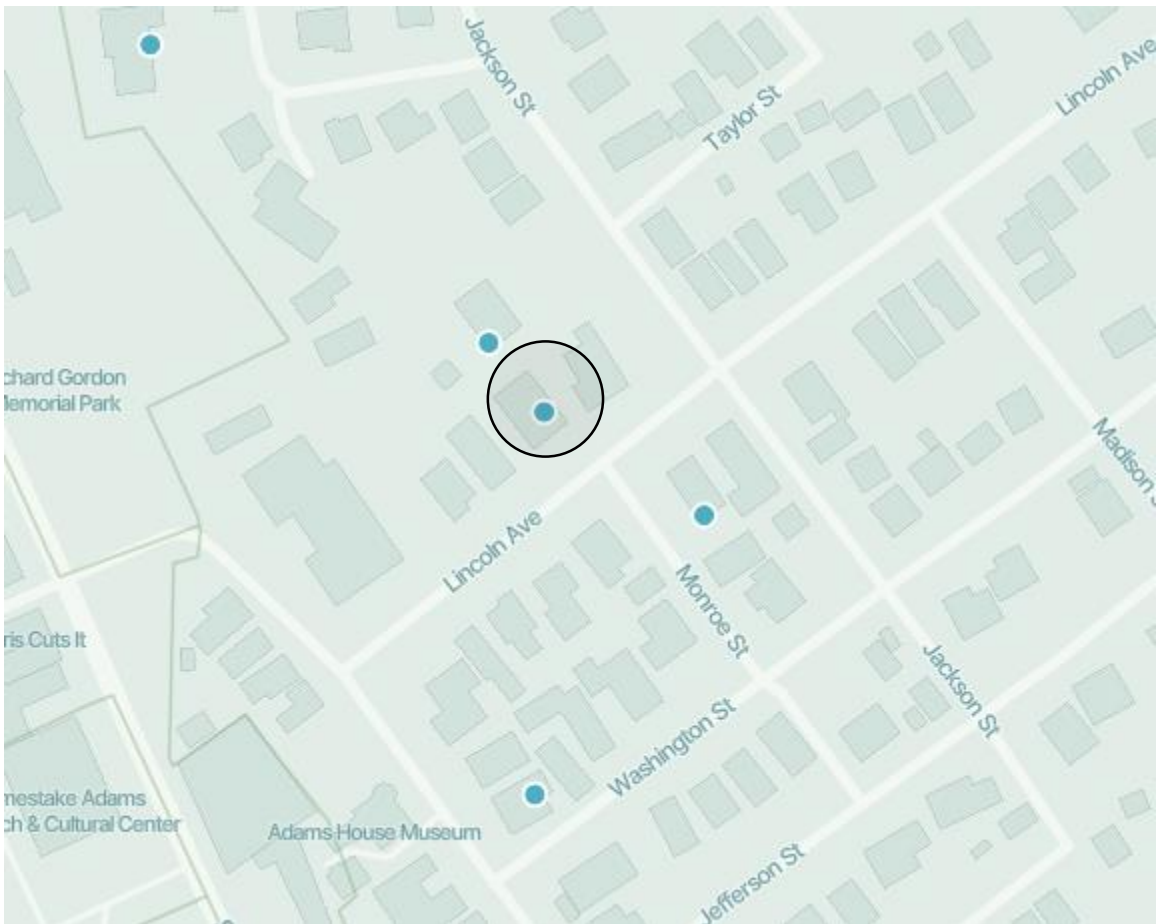 Jackson St
Taylor St
Lincoln Ave
chard Gordon
Memorial Park
Madison S
Lincoln Ave
Monroe St
ris Cuts It
Jackson St
Washington St
mestake Adams
ch & Cultural Center
Adams House Museum
Jefferson St